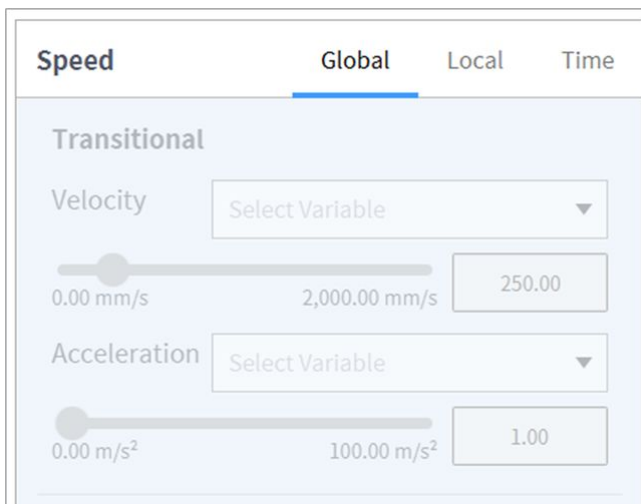 Speed Global Local Time
Transitional
Velocity Select Variable
0.00 mm/s 2,000.00 mm/s 250.00
Acceleration Select Variable
0.00 m/s² 100.00 m/s² 1.00